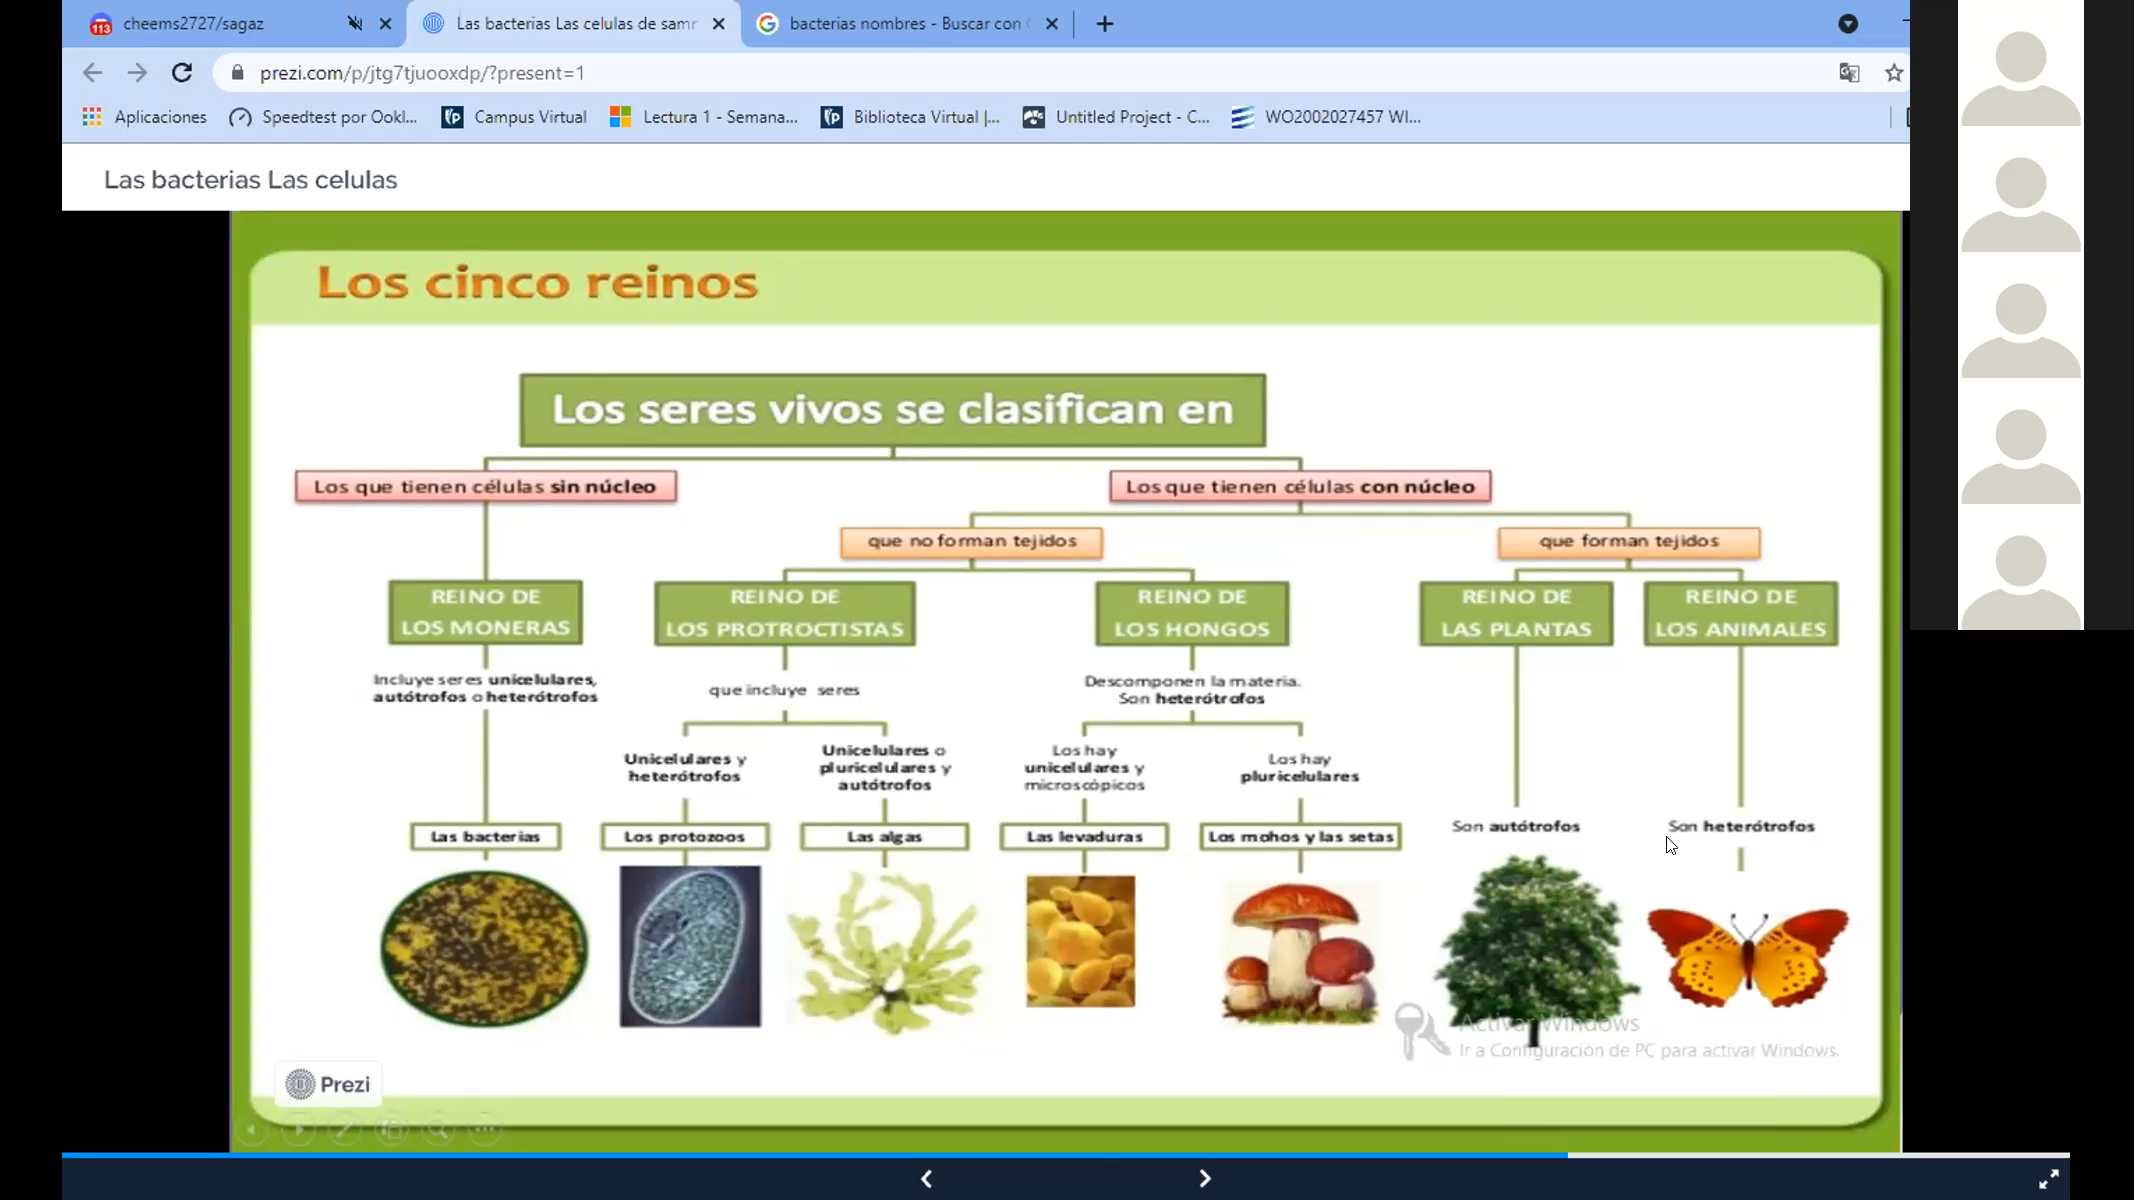 113
cheems2727/sagaz
Las bacterias Las celulas de samr
bacterias nombres - Buscar con
prezi.com/p/jtg7tjuooxdp/?present=1
Aplicaciones
Speedtest por Ookl...
Campus Virtual
Lectura 1 - Semana...
Biblioteca Virtual |...
Untitled Project - C...
WO2002027457 WI...
Las bacterias Las celulas
Los cinco reinos
Los seres vivos se clasifican en
Los que tienen células sin núcleo
Los que tienen células con núcleo
que no forman tejidos
que forman tejidos
REINO DE
LOS MONERAS
REINO DE
LOS PROTROCTISTAS
REINO DE
LOS HONGOS
REINO DE
LAS PLANTAS
REINO DE
LOS ANIMALES
Incluye seres unicelulares,
autótrofos o heterótrofos
que incluye seres
Descomponen la materia.
Son heterótrofos
Unicelulares y
heterótrofos
Unicelulares o
pluricelulares y
autótrofos
Los hay
unicelulares y
microscópicos
Los hay
pluricelulares
Son autótrofos
Son heterótrofos
Las bacterias
Los protozoos
Las algas
Las levaduras
Los mohos y las setas
Activar Windows
Ir a Configuración de PC para activar Windows.
Prezi